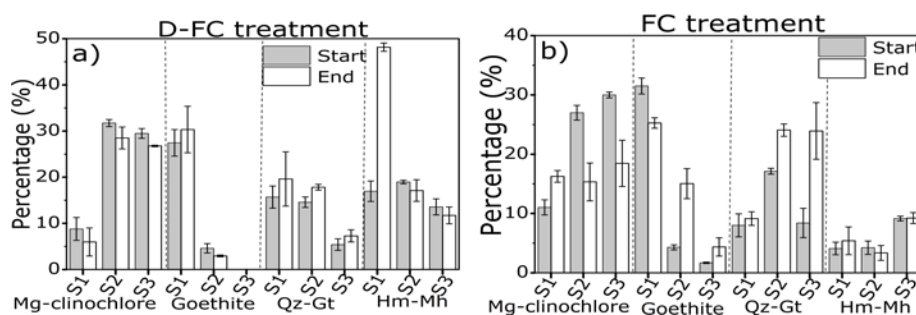 D-FC treatment
a)
Start
End
Percentage (%)
50
40
30
20
10
0
S1 S2 S3 S1 S2 S3 S1 S2 S3 S1 S2 S3
Mg-clinochlore Goethite Qz-Gt Hm-Mh
FC treatment
b)
Start
End
Percentage (%)
40
30
20
10
0
S1 S2 S3 S1 S2 S3 S1 S2 S3 S1 S2 S3
Mg-clinochlore Goethite Qz-Gt Hm-Mh